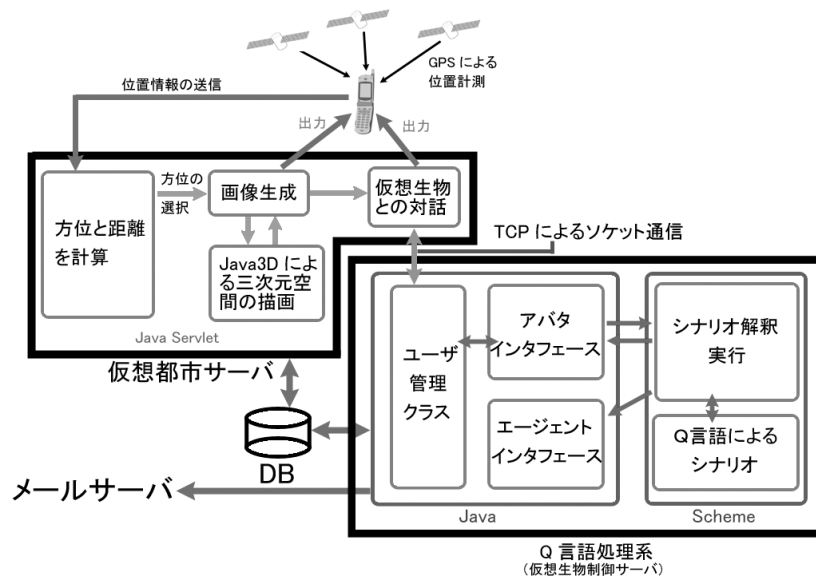 GPS による
位置計測
位置情報の送信
出力
出力
方位と距離
を計算
方位の
選択
画像生成
仮想生物
との対話
Java3D によ
る三次元空
間の描画
Java Servlet
TCP によるソケット通信
仮想都市サーバ
DB
メールサーバ
ユーザ
管理
クラス
アバタ
インタフェース
エージェント
インタフェース
Java
シナリオ解釈
実行
Q言語による
シナリオ
Scheme
Q 言語処理系
(仮想生物制御サーバ)